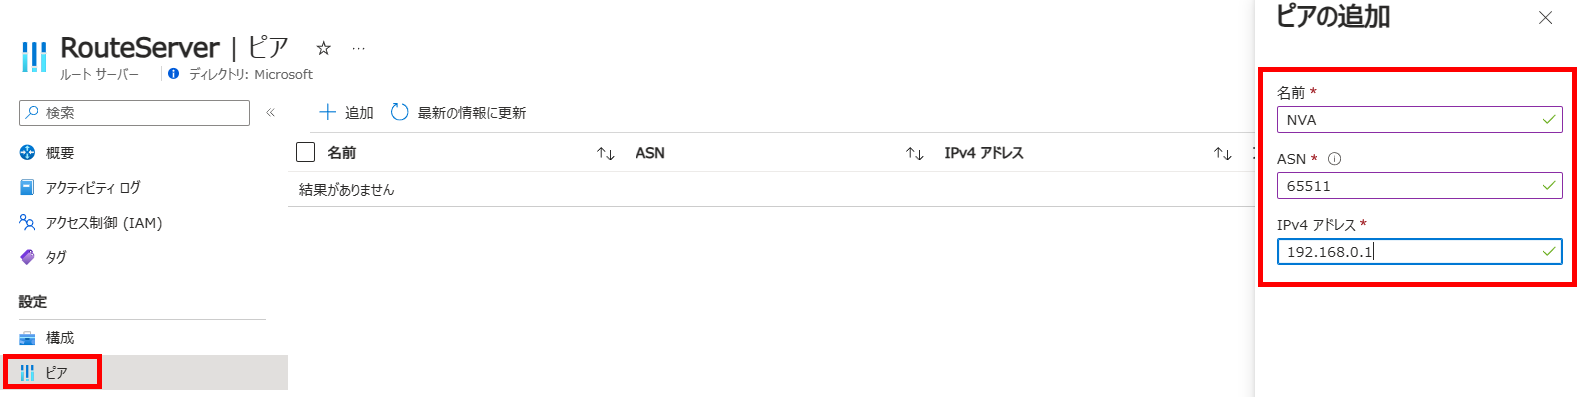 RouteServer | ピア ☆ …
ルート サーバー
ディレクトリ: Microsoft
検索
«
概要
アクティビティ ログ
アクセス制御 (IAM)
タグ
設定
構成
ピア
追加
最新の情報に更新
名前 ↑↓ ASN ↑↓ IPv4 アドレス ↑↓
結果がありません
ピアの追加
名前 *
NVA
ASN *
65511
IPv4 アドレス *
192.168.0.1